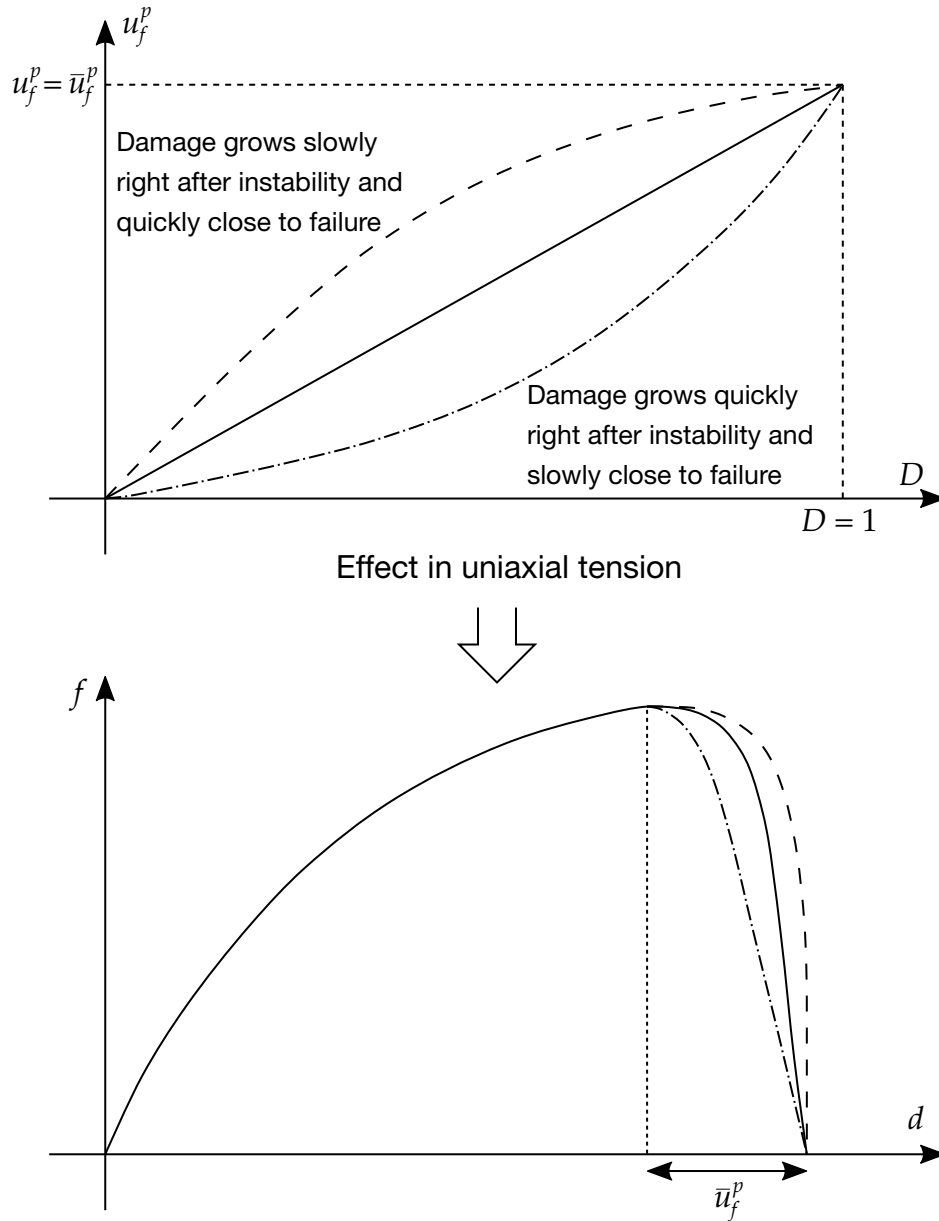 u_f^p
u_f^p = ū_f^p
Damage grows slowly
right after instability and
quickly close to failure
Damage grows quickly
right after instability and
slowly close to failure
D
D = 1
Effect in uniaxial tension
f
d
ū_f^p